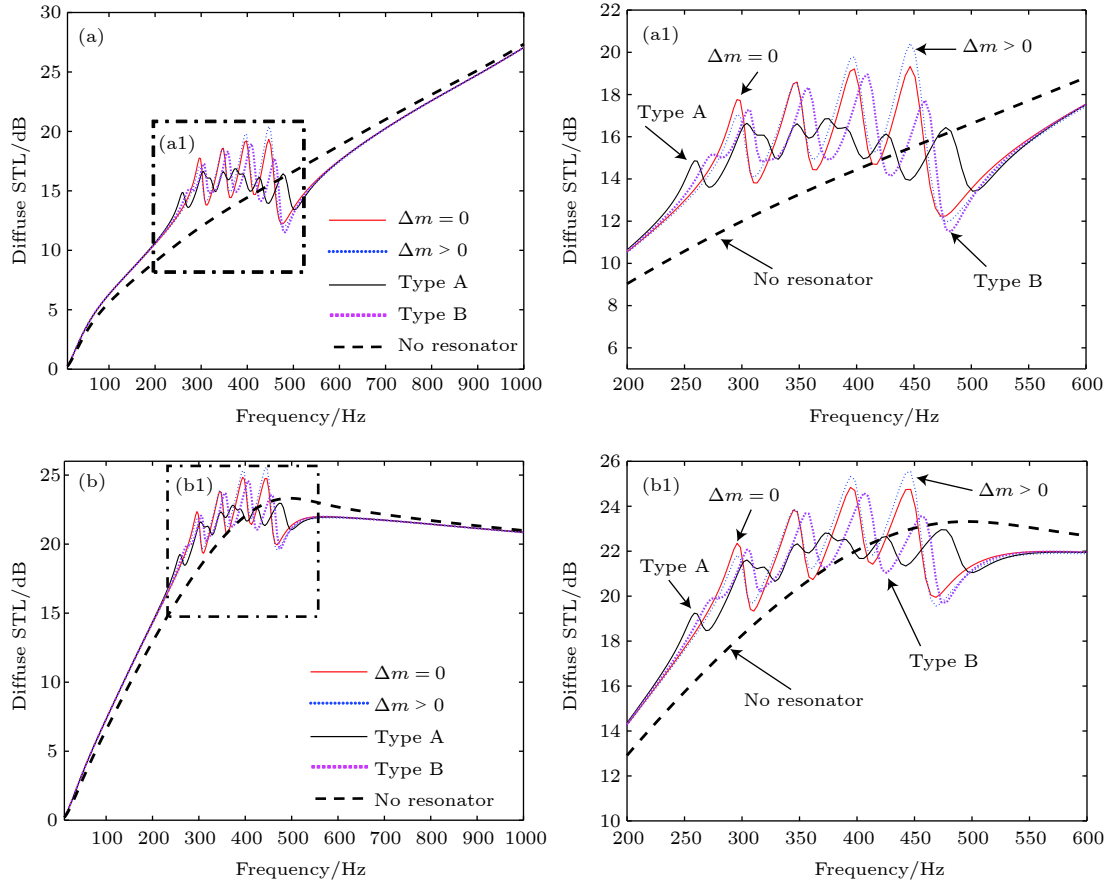 (a)
(a1)
Diffuse STL/dB
30
25
20
15
10
5
0
Δm = 0
Δm > 0
Type A
Type B
No resonator
100 200 300 400 500 600 700 800 900 1000
Frequency/Hz
(a1)
Diffuse STL/dB
22
20
18
16
14
12
10
8
6
5
Δm = 0
Δm > 0
Type A
No resonator
Type B
200 250 300 350 400 450 500 550 600
Frequency/Hz
(b)
(b1)
Diffuse STL/dB
25
20
15
10
5
0
Δm = 0
Δm > 0
Type A
Type B
No resonator
100 200 300 400 500 600 700 800 900 1000
Frequency/Hz
(b1)
Diffuse STL/dB
26
24
22
20
18
16
14
12
10
Δm = 0
Δm > 0
Type A
Type B
No resonator
200 250 300 350 400 450 500 550 600
Frequency/Hz